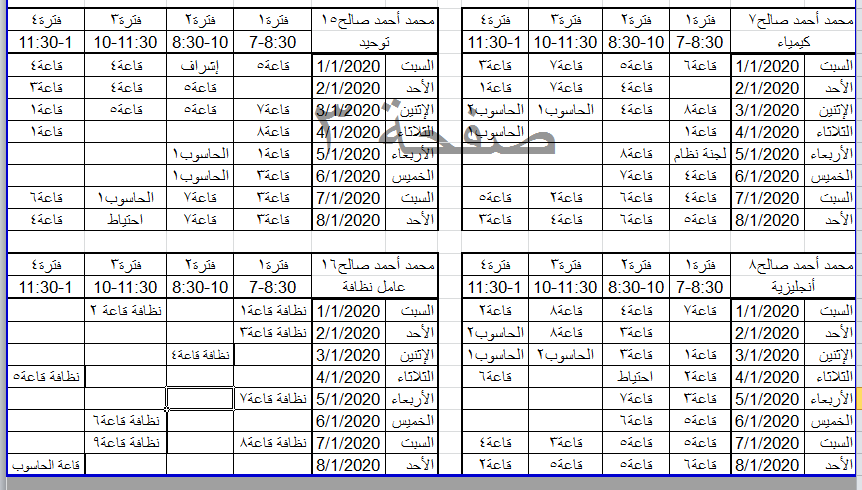 محمد أحمد صالح٧ فترة١ فترة٢ فترة٣ فترة٤
كيمياء 7-8:30 8:30-10 10-11:30 11:30-1
السبت 1/1/2020 قاعة٦ قاعة٥ قاعة٧ قاعة٣
الأحد 2/1/2020 قاعة٤ قاعة٧ قاعة١
الإثنين 3/1/2020 قاعة٨ قاعة٤ الحاسوب١ الحاسوب٢
الثلاثاء 4/1/2020 قاعة١ الحاسوب١
الأربعاء 5/1/2020 لجنة نظام قاعة٨
الخميس 6/1/2020 قاعة٤ قاعة٧
السبت 7/1/2020 قاعة٤ قاعة٦ قاعة٢ قاعة٥
الأحد 8/1/2020 قاعة٥ قاعة٦ قاعة٤ قاعة٣
محمد أحمد صالح١٥ فترة١ فترة٢ فترة٣ فترة٤
توحيد 7-8:30 8:30-10 10-11:30 11:30-1
السبت 1/1/2020 قاعة٥ إشراف قاعة٤ قاعة٤
الأحد 2/1/2020 قاعة٥ قاعة٤ قاعة٣
الإثنين 3/1/2020 قاعة٧ قاعة٥ قاعة٥ قاعة١
الثلاثاء 4/1/2020 قاعة٨ قاعة١
الأربعاء 5/1/2020 قاعة١ الحاسوب١
الخميس 6/1/2020 قاعة٣ الحاسوب١
السبت 7/1/2020 قاعة٣ قاعة٧ الحاسوب١ قاعة٦
الأحد 8/1/2020 قاعة٣ قاعة٧ احتياط قاعة٤
صفحة ٣
محمد أحمد صالح٨ فترة١ فترة٢ فترة٣ فترة٤
أنجليزية 7-8:30 8:30-10 10-11:30 11:30-1
السبت 1/1/2020 قاعة٧ قاعة٤ قاعة٨ قاعة٢
الأحد 2/1/2020 قاعة٣ قاعة٨ الحاسوب٢
الإثنين 3/1/2020 قاعة١ قاعة٣ الحاسوب٢ الحاسوب١
الثلاثاء 4/1/2020 قاعة٢ احتياط قاعة٦
الأربعاء 5/1/2020 قاعة٣ قاعة٧
الخميس 6/1/2020 قاعة٥ قاعة٦
السبت 7/1/2020 قاعة٥ قاعة٥ قاعة٣ قاعة٤
الأحد 8/1/2020 قاعة٦ قاعة٥ قاعة٥ قاعة٢
محمد أحمد صالح١٦ فترة١ فترة٢ فترة٣ فترة٤
عامل نظافة 7-8:30 8:30-10 10-11:30 11:30-1
السبت 1/1/2020 نظافة قاعة١ نظافة قاعة ٢
الأحد 2/1/2020 نظافة قاعة٣
الإثنين 3/1/2020 نظافة قاعة٤
الثلاثاء 4/1/2020 نظافة قاعة٥
الأربعاء 5/1/2020 نظافة قاعة٧
الخميس 6/1/2020 نظافة قاعة٦
السبت 7/1/2020 نظافة قاعة٨ نظافة قاعة٩
الأحد 8/1/2020 قاعة الحاسوب